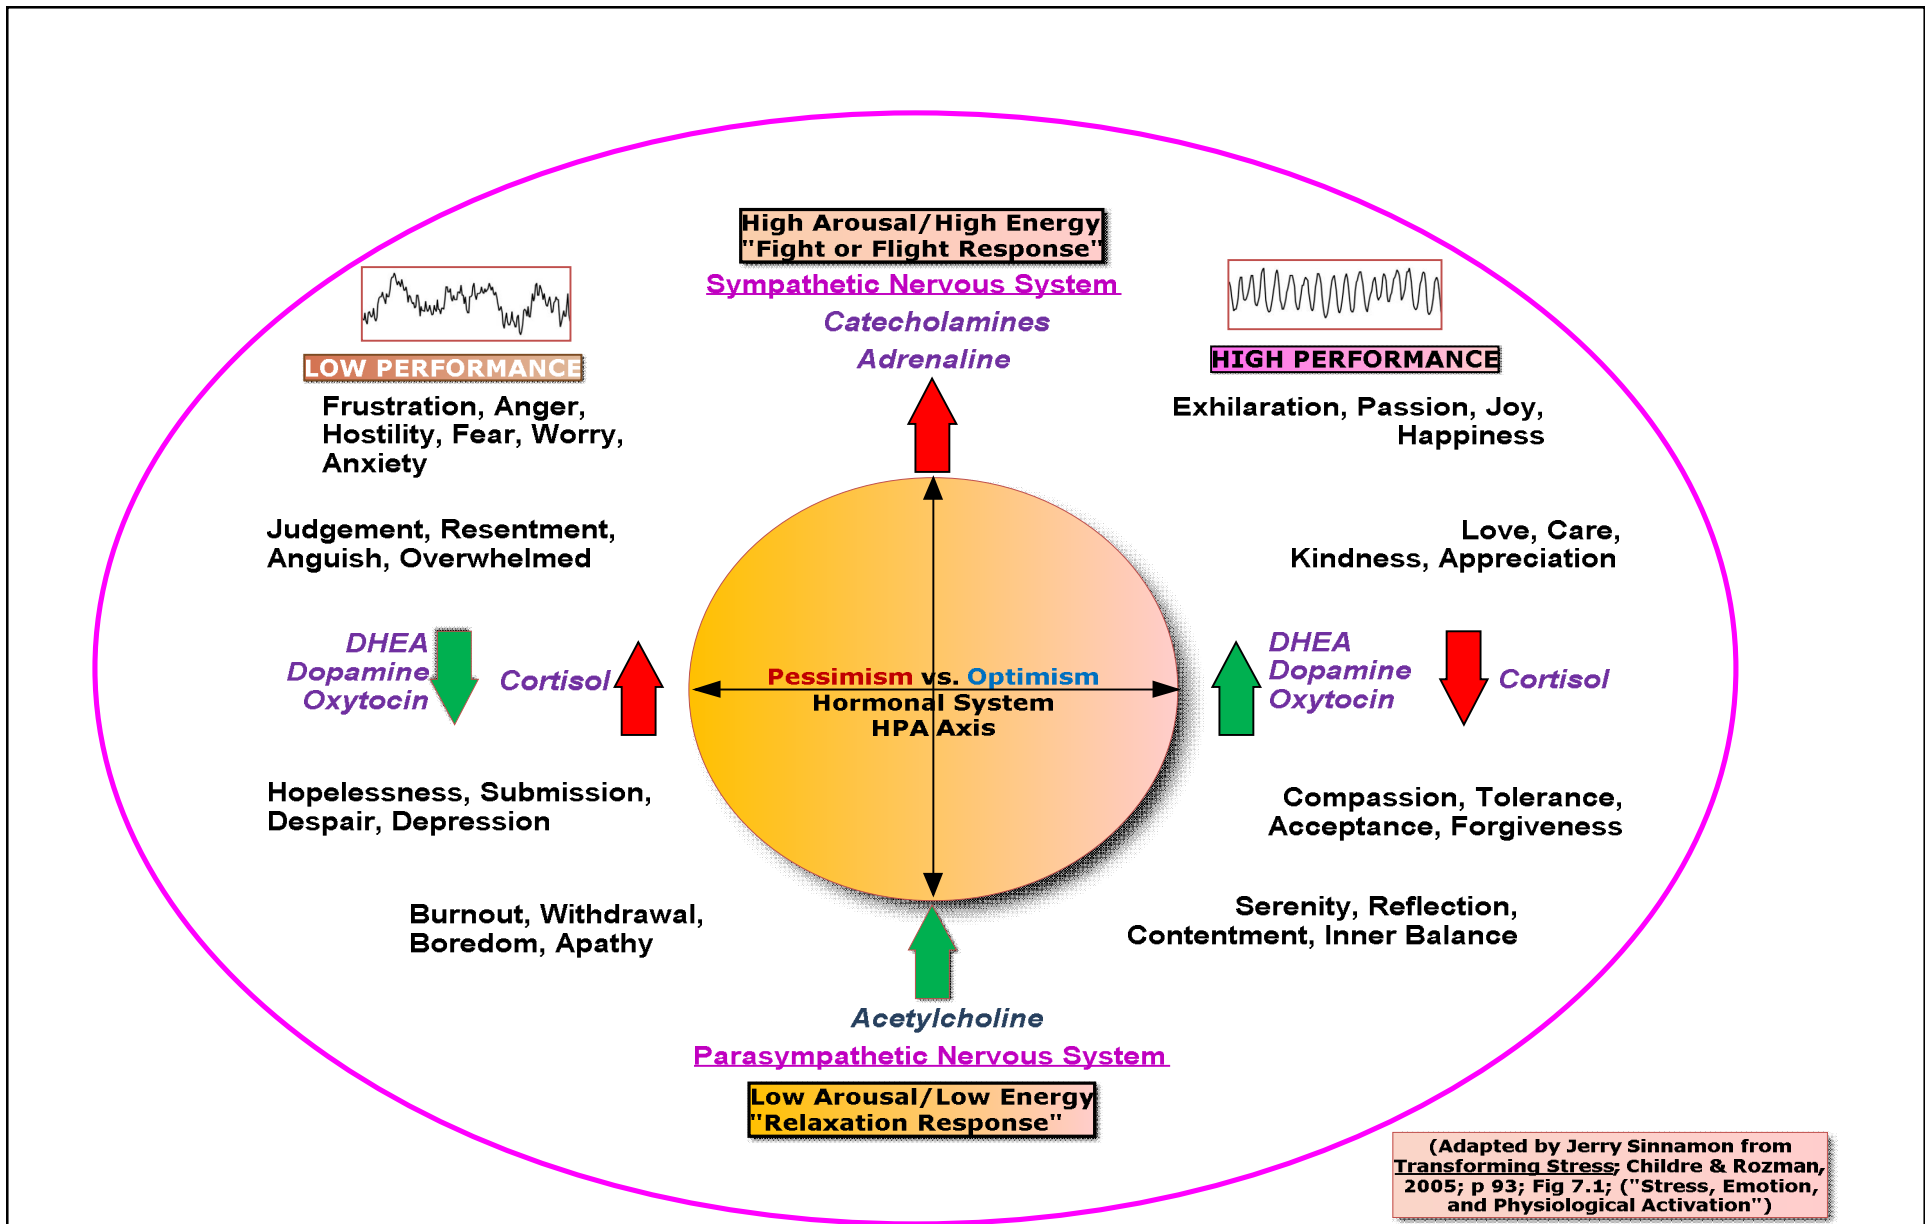 High Arousal/High Energy
"Fight or Flight Response"
Sympathetic Nervous System
Catecholamines
Adrenaline
LOW PERFORMANCE
Frustration, Anger,
Hostility, Fear, Worry,
Anxiety
Judgement, Resentment,
Anguish, Overwhelmed
DHEA
Dopamine
Oxytocin
Cortisol
Hopelessness, Submission,
Despair, Depression
Burnout, Withdrawal,
Boredom, Apathy
Pessimism vs. Optimism
Hormonal System
HPA Axis
HIGH PERFORMANCE
Exhilaration, Passion, Joy,
Happiness
Love, Care,
Kindness, Appreciation
DHEA
Dopamine
Oxytocin
Cortisol
Compassion, Tolerance,
Acceptance, Forgiveness
Serenity, Reflection,
Contentment, Inner Balance
Acetylcholine
Parasympathetic Nervous System
Low Arousal/Low Energy
"Relaxation Response"
(Adapted by Jerry Sinnamon from
Transforming Stress; Childre & Rozman,
2005; p 93; Fig 7.1; ("Stress, Emotion,
and Physiological Activation")